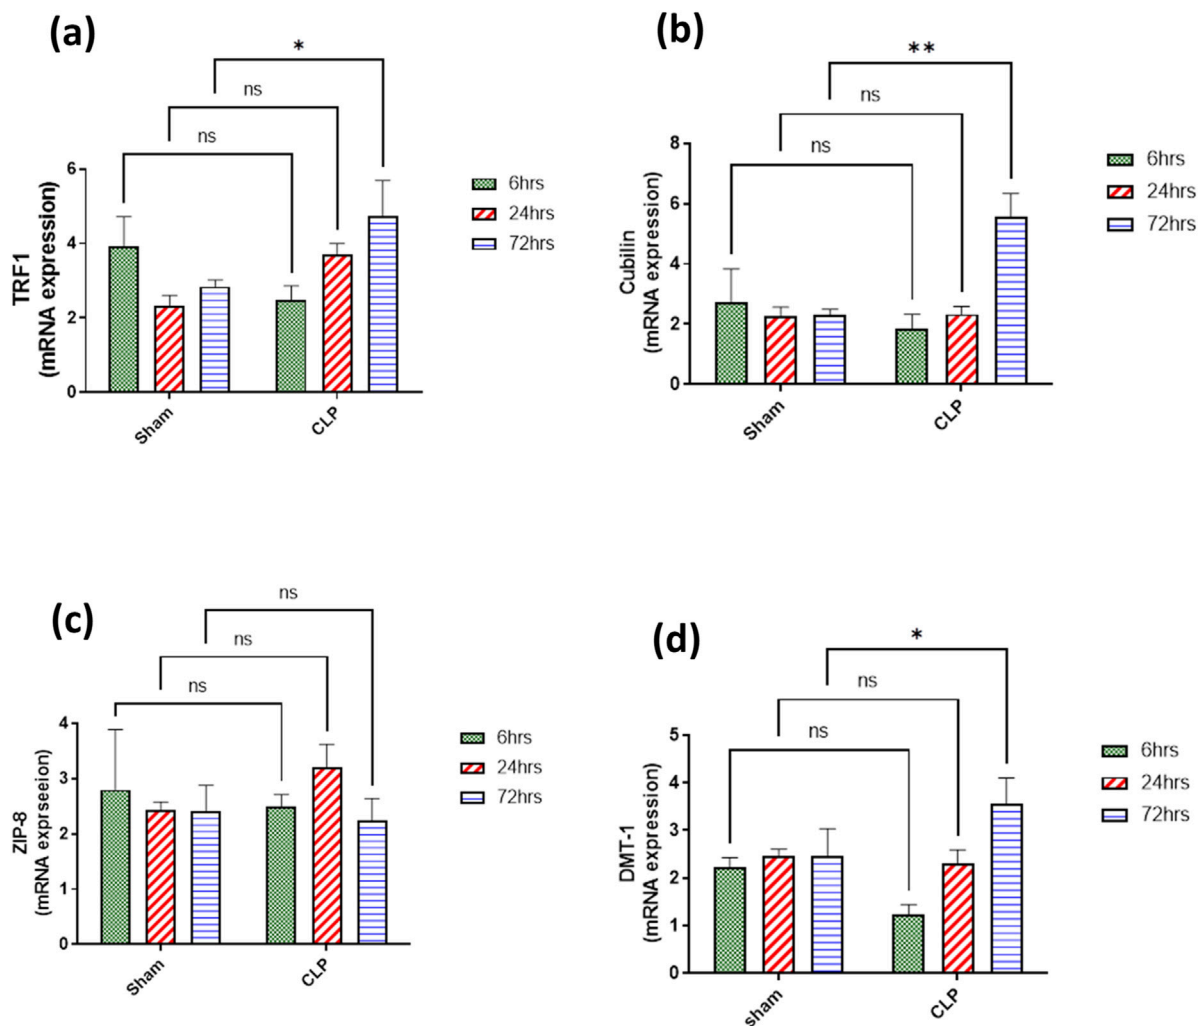 (a)
*
ns
ns
TRF1
(mRNA expression)
6
4
2
0
Sham
CLP
6hrs
24hrs
72hrs
(b)
**
ns
ns
Cubilin
(mRNA expression)
8
6
4
2
0
Sham
CLP
6hrs
24hrs
72hrs
(c)
ns
ns
ns
ZIP-8
(mRNA exprseeion)
4
3
2
1
0
Sham
CLP
6hrs
24hrs
72hrs
(d)
*
ns
ns
DMT-1
(mRNA expression)
5
4
3
2
1
0
sham
CLP
6hrs
24hrs
72hrs